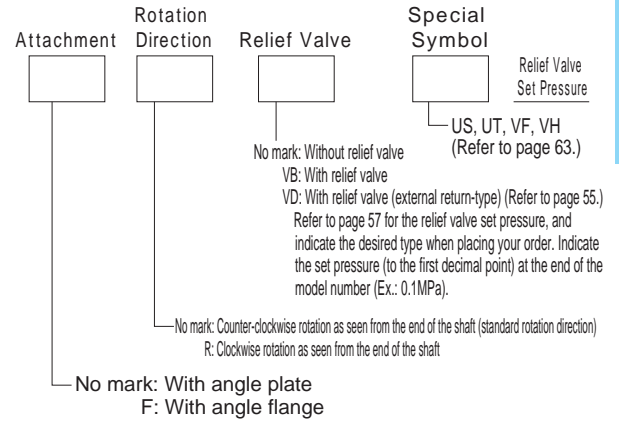 Attachment
Rotation
Direction
Relief Valve
Special
Symbol
Relief Valve
Set Pressure
US, UT, VF, VH
(Refer to page 63.)
No mark: Without relief valve
VB: With relief valve
VD: With relief valve (external return-type) (Refer to page 55.)
Refer to page 57 for the relief valve set pressure, and
indicate the desired type when placing your order. Indicate
the set pressure (to the first decimal point) at the end of the
model number (Ex.: 0.1MPa).
No mark: Counter-clockwise rotation as seen from the end of the shaft (standard rotation direction)
R: Clockwise rotation as seen from the end of the shaft
No mark: With angle plate
F: With angle flange